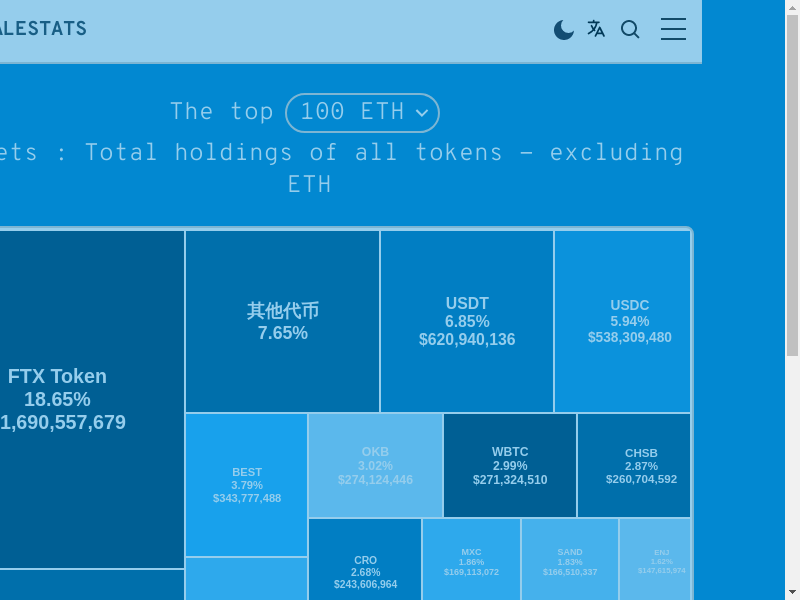 ALESTATS
The top 100 ETH
ets : Total holdings of all tokens – excluding
ETH
FTX Token
18.65%
1,690,557,679
其他代币
7.65%
USDT
6.85%
$620,940,136
USDC
5.94%
$538,309,480
BEST
3.79%
$343,777,488
OKB
3.02%
$274,124,446
WBTC
2.99%
$271,324,510
CHSB
2.87%
$260,704,592
CRO
2.68%
$243,606,964
MXC
1.86%
$169,113,072
SAND
1.83%
$166,510,337
ENJ
1.62%
$147,615,574